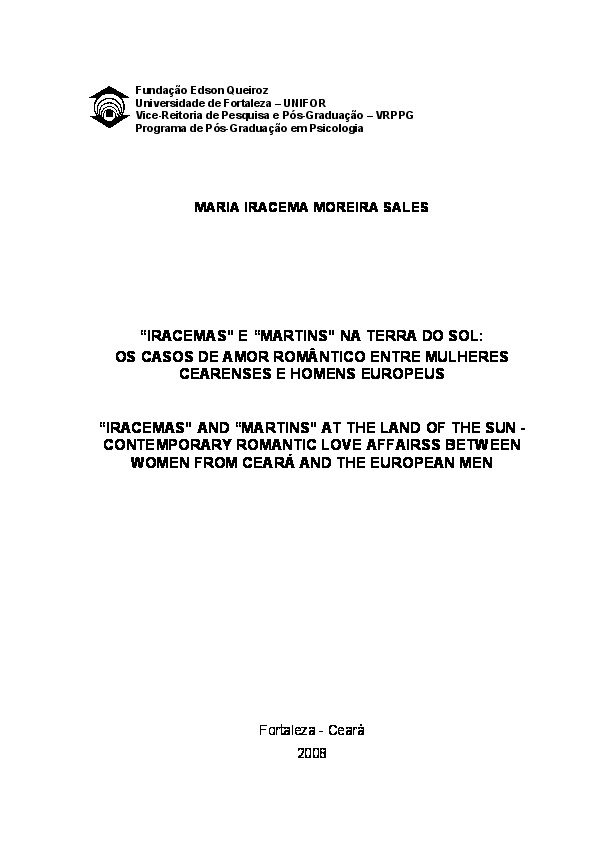 Fundação Edson Queiroz
Universidade de Fortaleza – UNIFOR
Vice-Reitoria de Pesquisa e Pós-Graduação – VRPPG
Programa de Pós-Graduação em Psicologia
MARIA IRACEMA MOREIRA SALES
“IRACEMAS” E “MARTINS” NA TERRA DO SOL:
OS CASOS DE AMOR ROMÂNTICO ENTRE MULHERES
CEARENSES E HOMENS EUROPEUS
“IRACEMAS” AND “MARTINS” AT THE LAND OF THE SUN -
CONTEMPORARY ROMANTIC LOVE AFFAIRSS BETWEEN
WOMEN FROM CEARÁ AND THE EUROPEAN MEN
Fortaleza - Ceará
2008